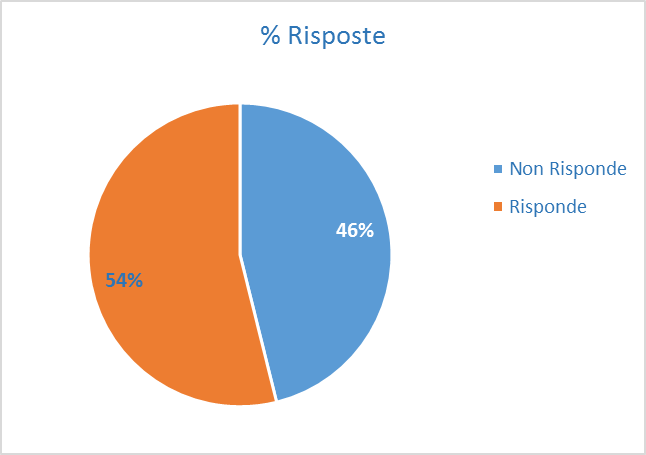 % Risposte
Non Risponde
46%
Risponde
54%